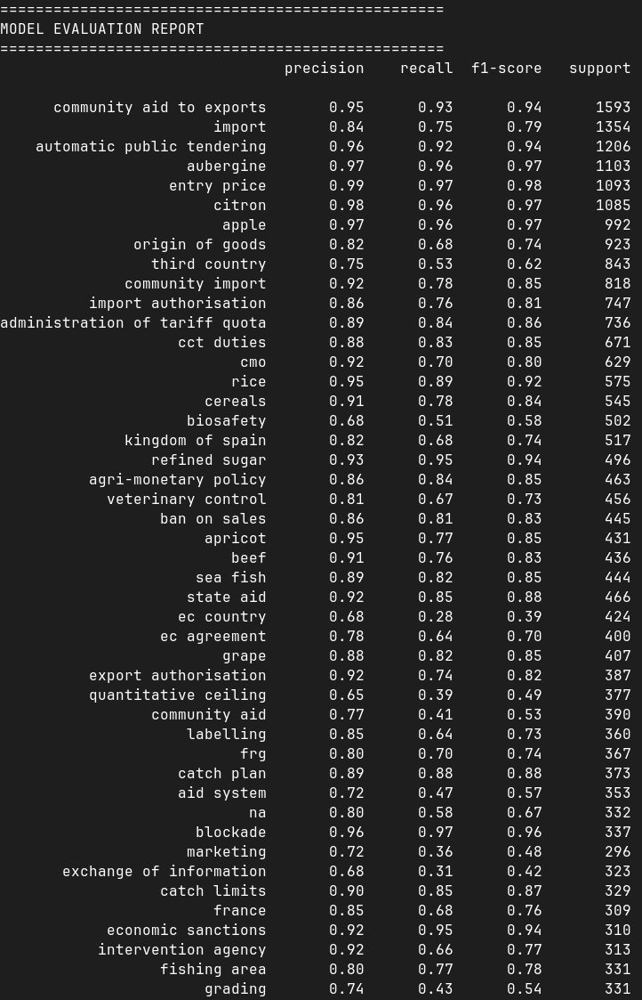 ==================================================
MODEL EVALUATION REPORT
==================================================
precision recall f1-score support
community aid to exports 0.95 0.93 0.94 1593
import 0.84 0.75 0.79 1354
automatic public tendering 0.96 0.92 0.94 1206
aubergine 0.97 0.96 0.97 1103
entry price 0.99 0.97 0.98 1093
citron 0.98 0.96 0.97 1085
apple 0.97 0.96 0.97 992
origin of goods 0.82 0.68 0.74 923
third country 0.75 0.53 0.62 843
community import 0.92 0.78 0.85 818
import authorisation 0.86 0.76 0.81 747
administration of tariff quota 0.89 0.84 0.86 736
cct duties 0.88 0.83 0.85 671
cmo 0.92 0.70 0.80 629
rice 0.95 0.89 0.92 575
cereals 0.91 0.78 0.84 545
biosafety 0.68 0.51 0.58 502
kingdom of spain 0.82 0.68 0.74 517
refined sugar 0.93 0.95 0.94 496
agri-monetary policy 0.86 0.84 0.85 463
veterinary control 0.81 0.67 0.73 456
ban on sales 0.86 0.81 0.83 445
apricot 0.95 0.77 0.85 431
beef 0.91 0.76 0.83 436
sea fish 0.89 0.82 0.85 444
state aid 0.92 0.85 0.88 466
ec country 0.68 0.28 0.39 424
ec agreement 0.78 0.64 0.70 400
grape 0.88 0.82 0.85 407
export authorisation 0.92 0.74 0.82 387
quantitative ceiling 0.65 0.39 0.49 377
community aid 0.77 0.41 0.53 390
labelling 0.85 0.64 0.73 360
frg 0.80 0.70 0.74 367
catch plan 0.89 0.88 0.88 373
aid system 0.72 0.47 0.57 353
na 0.80 0.58 0.67 332
blockade 0.96 0.97 0.96 337
marketing 0.72 0.36 0.48 296
exchange of information 0.68 0.31 0.42 323
catch limits 0.90 0.85 0.87 329
france 0.85 0.68 0.76 309
economic sanctions 0.92 0.95 0.94 310
intervention agency 0.92 0.66 0.77 313
fishing area 0.80 0.77 0.78 331
grading 0.74 0.43 0.54 331